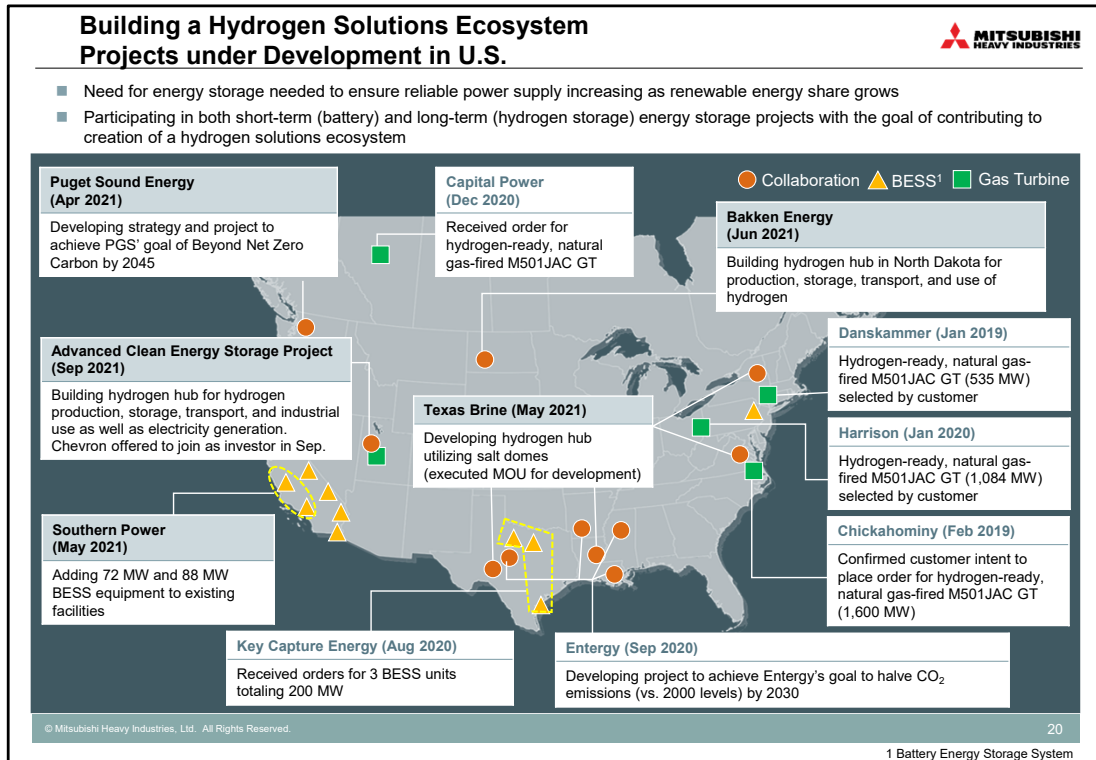 Building a Hydrogen Solutions Ecosystem
Projects under Development in U.S.
MITSUBISHI
HEAVY INDUSTRIES
Need for energy storage needed to ensure reliable power supply increasing as renewable energy share grows
Participating in both short-term (battery) and long-term (hydrogen storage) energy storage projects with the goal of contributing to
creation of a hydrogen solutions ecosystem
Collaboration BESS1 Gas Turbine
Puget Sound Energy
(Apr 2021)
Developing strategy and project to
achieve PGS' goal of Beyond Net Zero
Carbon by 2045
Capital Power
(Dec 2020)
Received order for
hydrogen-ready, natural
gas-fired M501JAC GT
Bakken Energy
(Jun 2021)
Building hydrogen hub in North Dakota for
production, storage, transport, and use of
hydrogen
Advanced Clean Energy Storage Project
(Sep 2021)
Building hydrogen hub for hydrogen
production, storage, transport, and industrial
use as well as electricity generation.
Chevron offered to join as investor in Sep.
Texas Brine (May 2021)
Developing hydrogen hub
utilizing salt domes
(executed MOU for development)
Danskammer (Jan 2019)
Hydrogen-ready, natural gas-
fired M501JAC GT (535 MW)
selected by customer
Harrison (Jan 2020)
Hydrogen-ready, natural gas-
fired M501JAC GT (1,084 MW)
selected by customer
Southern Power
(May 2021)
Adding 72 MW and 88 MW
BESS equipment to existing
facilities
Chickahominy (Feb 2019)
Confirmed customer intent to
place order for hydrogen-ready,
natural gas-fired M501JAC GT
(1,600 MW)
Key Capture Energy (Aug 2020)
Received orders for 3 BESS units
totaling 200 MW
Entergy (Sep 2020)
Developing project to achieve Entergy's goal to halve CO2
emissions (vs. 2000 levels) by 2030
© Mitsubishi Heavy Industries, Ltd. All Rights Reserved.
20
1 Battery Energy Storage System